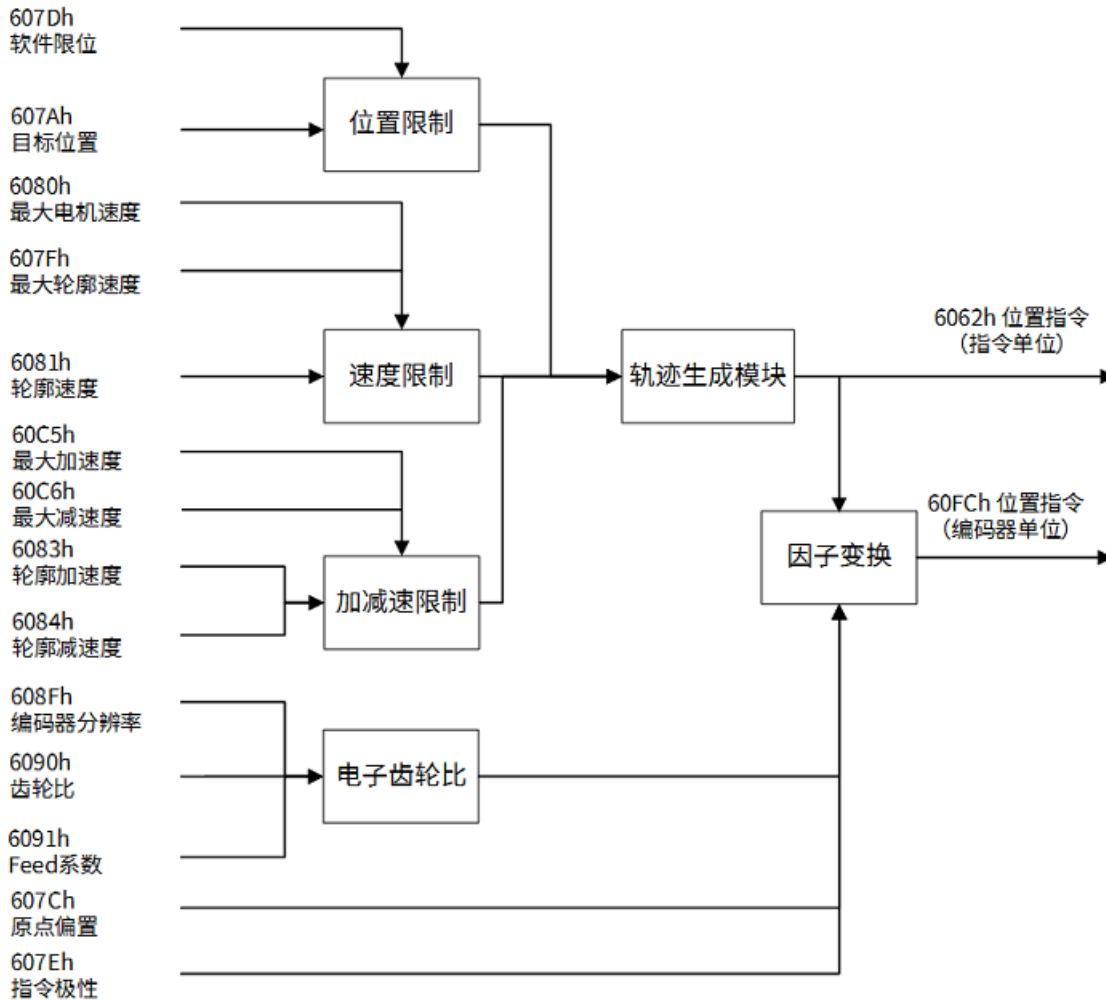 607Dh
软件限位
607Ah
目标位置
位置限制
6080h
最大电机速度
607Fh
最大轮廓速度
6081h
轮廓速度
速度限制
轨迹生成模块
6062h 位置指令
（指令单位）
60C5h
最大加速度
60C6h
最大减速度
6083h
轮廓加速度
6084h
轮廓减速度
加减速限制
因子变换
60FCh 位置指令
（编码器单位）
608Fh
编码器分辨率
6090h
齿轮比
6091h
Feed系数
电子齿轮比
607Ch
原点偏置
607Eh
指令极性